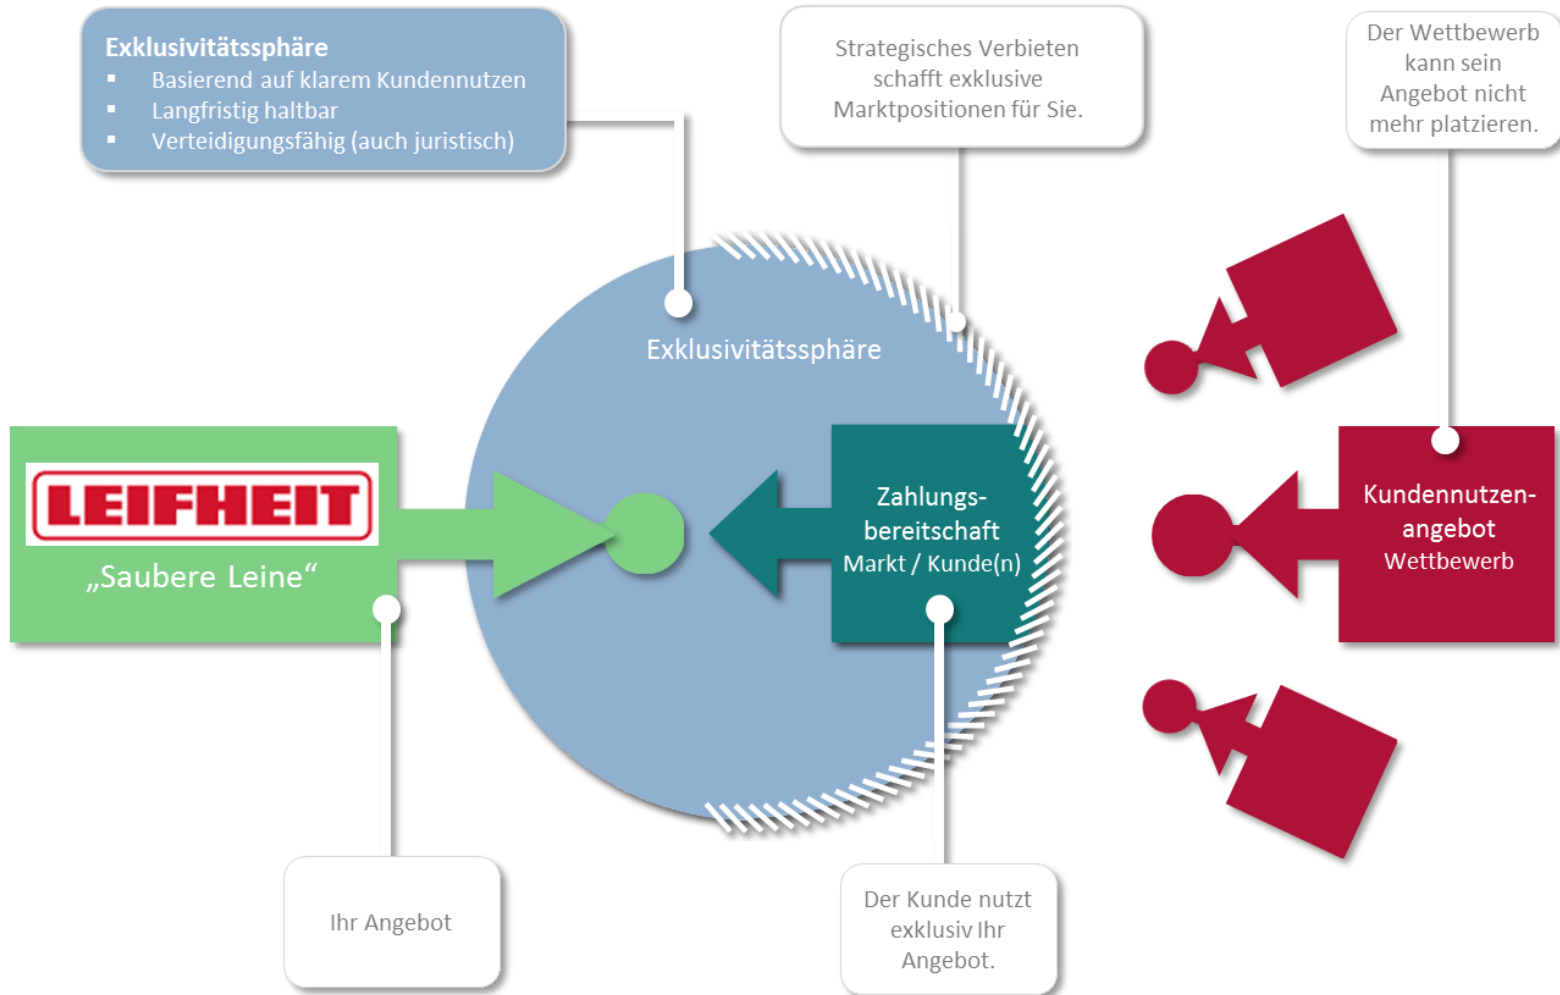 Exklusivitätssphäre
▪ Basierend auf klarem Kundennutzen
▪ Langfristig haltbar
▪ Verteidigungsfähig (auch juristisch)
Strategisches Verbieten
schafft exklusive
Marktpositionen für Sie.
Der Wettbewerb
kann sein
Angebot nicht
mehr platzieren.
Exklusivitätssphäre
LEIFHEIT
„Saubere Leine“
Zahlungs-
bereitschaft
Markt / Kunde(n)
Kundennutzen-
angebot
Wettbewerb
Ihr Angebot
Der Kunde nutzt
exklusiv Ihr
Angebot.